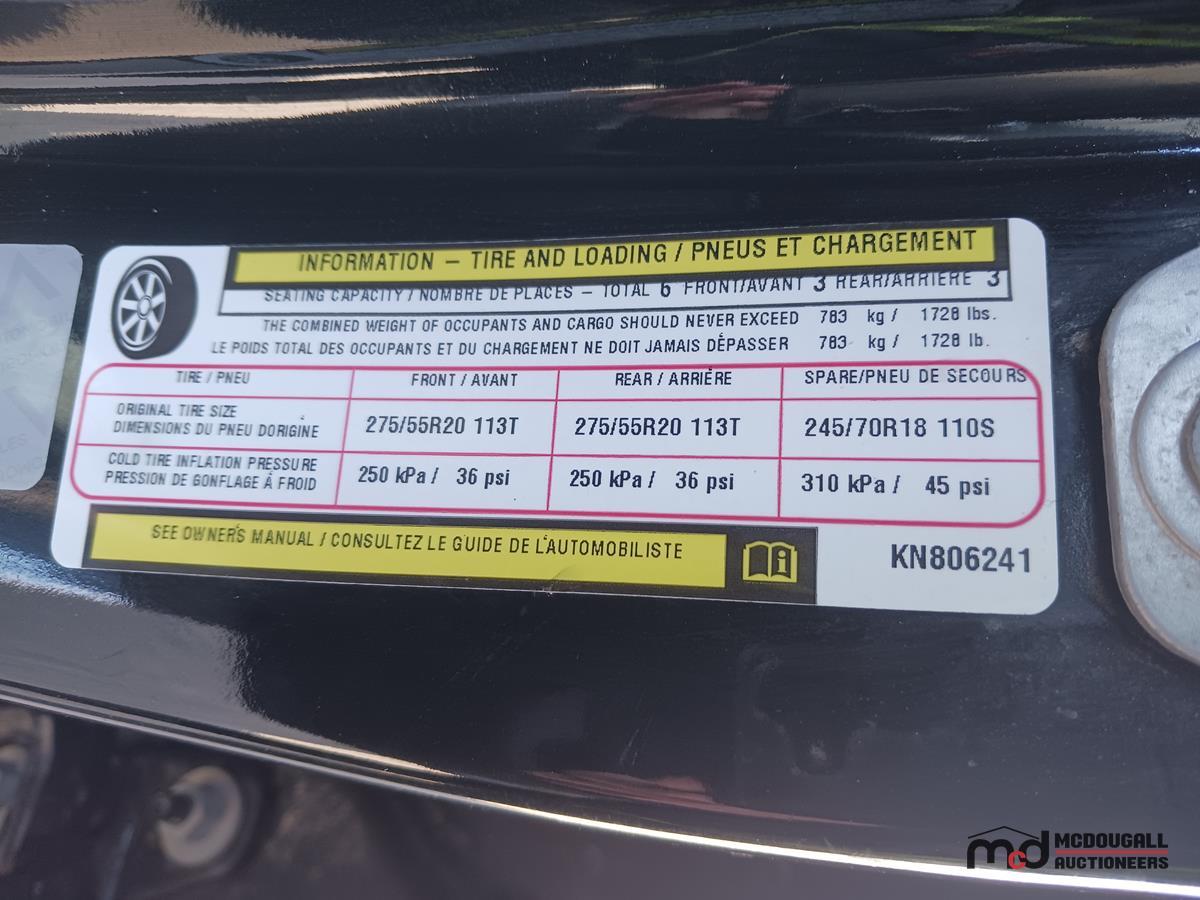 INFORMATION – TIRE AND LOADING / PNEUS ET CHARGEMENT
SEATING CAPACITY / NOMBRE DE PLACES – TOTAL 6 FRONT/AVANT 3 REAR/ARRIÈRE 3
THE COMBINED WEIGHT OF OCCUPANTS AND CARGO SHOULD NEVER EXCEED 783 kg / 1728 lbs.
LE POIDS TOTAL DES OCCUPANTS ET DU CHARGEMENT NE DOIT JAMAIS DÉPASSER 783 kg / 1728 lb.
TIRE / PNEU FRONT / AVANT REAR / ARRIÈRE SPARE/PNEU DE SECOURS
ORIGINAL TIRE SIZE
DIMENSIONS DU PNEU DORIGINE 275/55R20 113T 275/55R20 113T 245/70R18 110S
COLD TIRE INFLATION PRESSURE
PRESSION DE GONFLAGE À FROID 250 kPa / 36 psi 250 kPa / 36 psi 310 kPa / 45 psi
SEE OWNER'S MANUAL / CONSULTEZ LE GUIDE DE L'AUTOMOBILISTE
KN806241
mcd MCDOUGALL
AUCTIONEERS